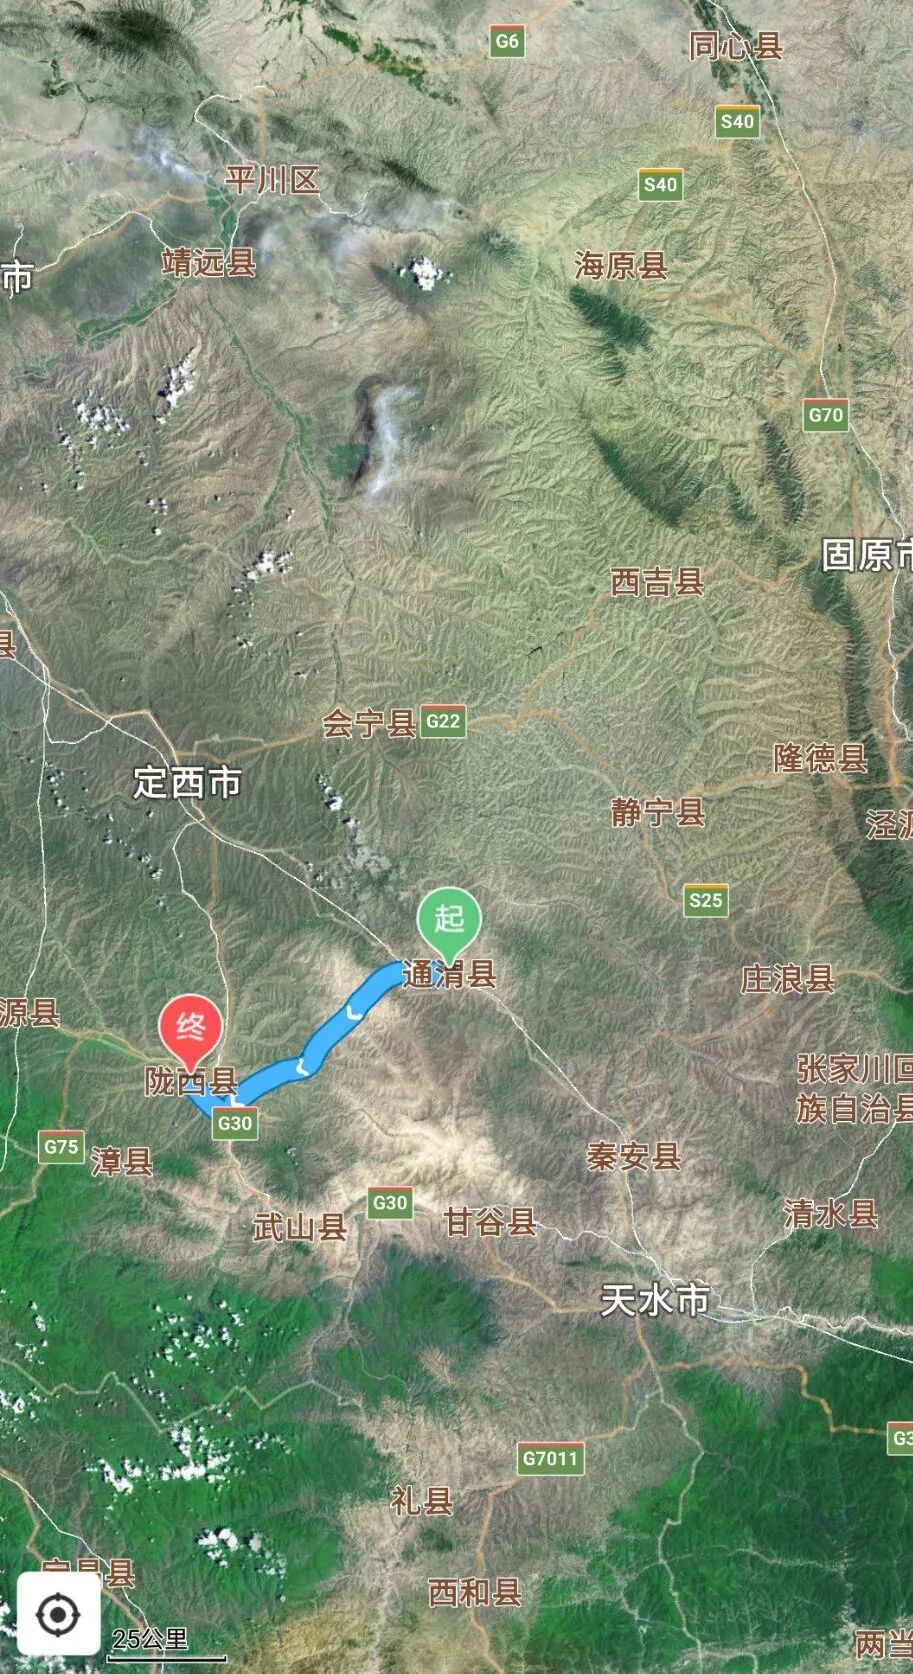 G6
同心县
S40
平川区
S40
靖远县
海原县
市
G70
固原市
西吉县
县
会宁县
G22
隆德县
定西市
静宁县
泾源
S25
起
通渭县
庄浪县
源县
终
张家川回
族自治县
陇西县
G30
G75
漳县
秦安县
G30
武山县
甘谷县
清水县
天水市
G3
G7011
礼县
宕昌县
西和县
25公里
两当